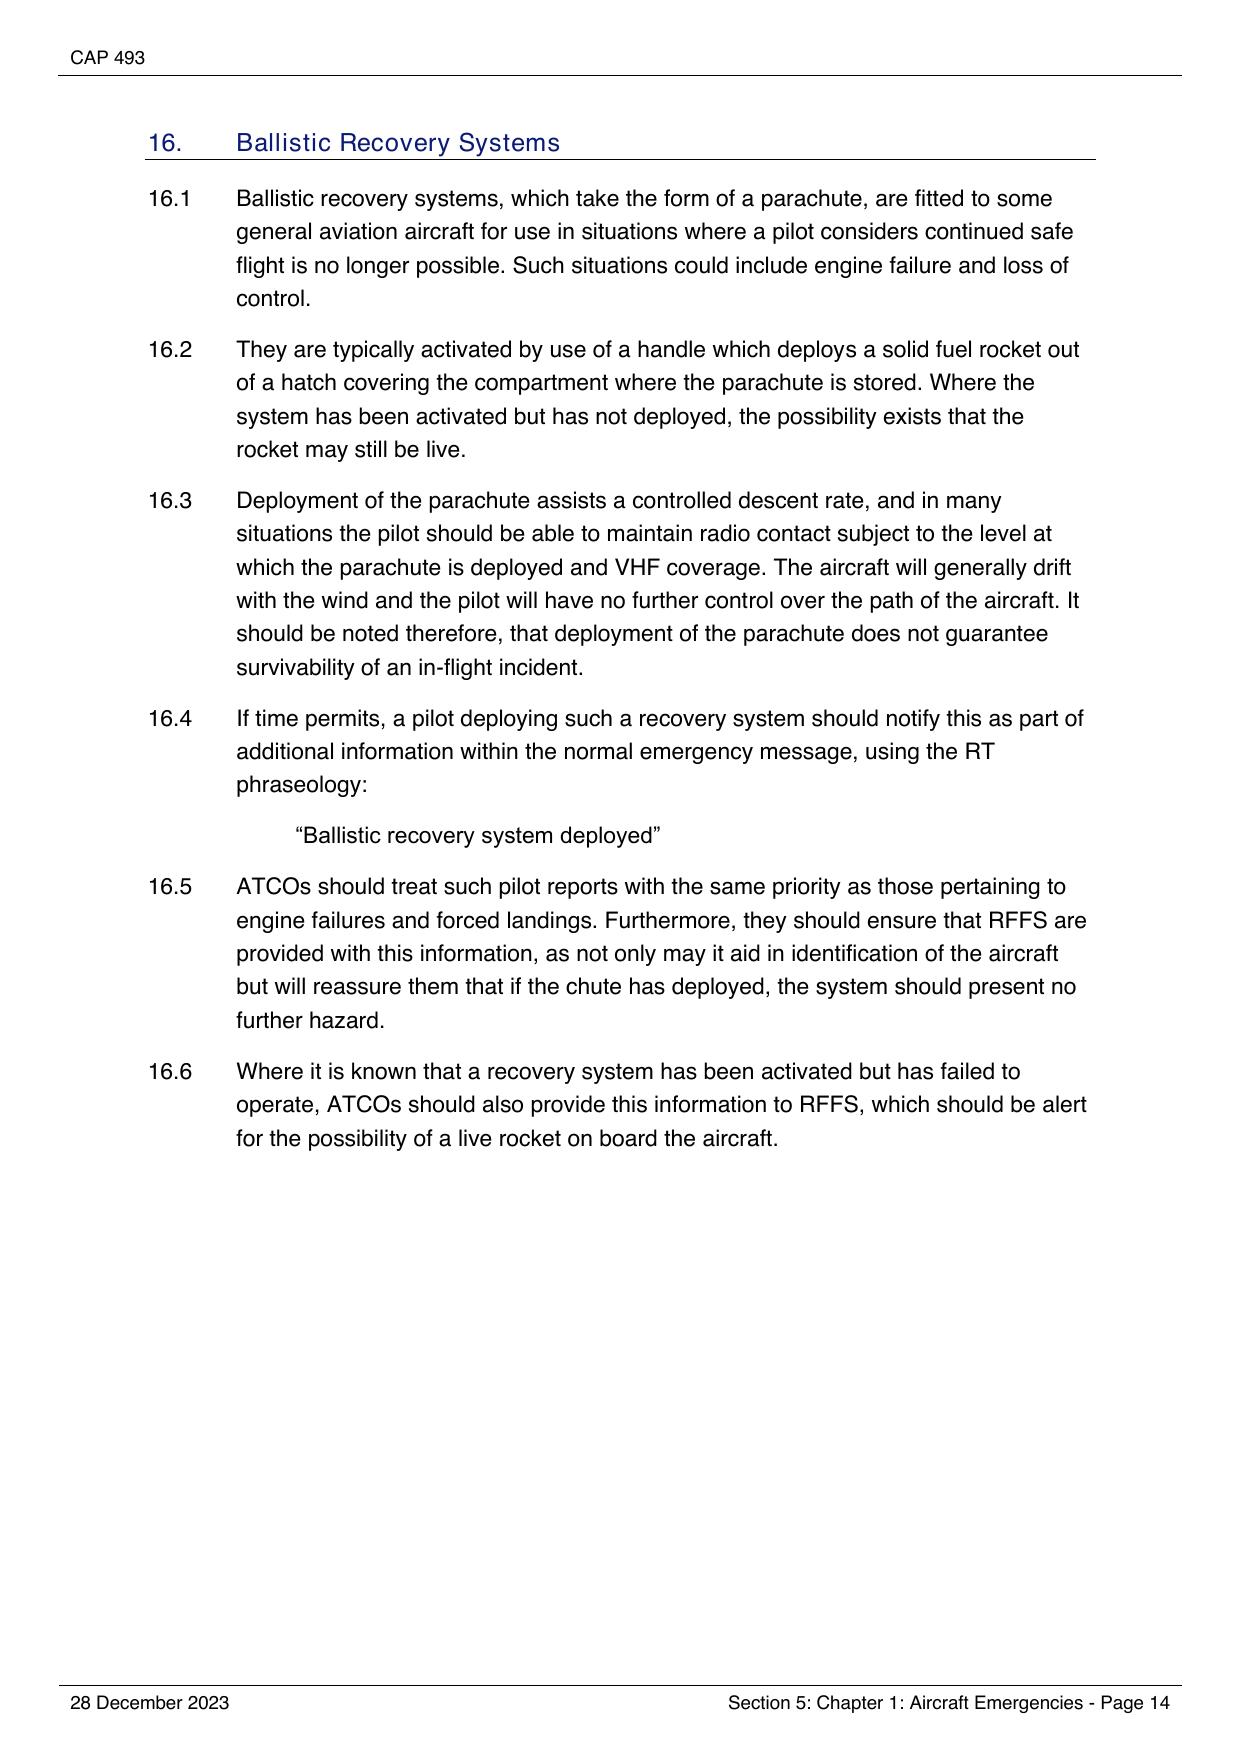 CAP 493
16. Ballistic Recovery Systems
16.1 Ballistic recovery systems, which take the form of a parachute, are fitted to some
general aviation aircraft for use in situations where a pilot considers continued safe
flight is no longer possible. Such situations could include engine failure and loss of
control.
16.2 They are typically activated by use of a handle which deploys a solid fuel rocket out
of a hatch covering the compartment where the parachute is stored. Where the
system has been activated but has not deployed, the possibility exists that the
rocket may still be live.
16.3 Deployment of the parachute assists a controlled descent rate, and in many
situations the pilot should be able to maintain radio contact subject to the level at
which the parachute is deployed and VHF coverage. The aircraft will generally drift
with the wind and the pilot will have no further control over the path of the aircraft. It
should be noted therefore, that deployment of the parachute does not guarantee
survivability of an in-flight incident.
16.4 If time permits, a pilot deploying such a recovery system should notify this as part of
additional information within the normal emergency message, using the RT
phraseology:
“Ballistic recovery system deployed”
16.5 ATCOs should treat such pilot reports with the same priority as those pertaining to
engine failures and forced landings. Furthermore, they should ensure that RFFS are
provided with this information, as not only may it aid in identification of the aircraft
but will reassure them that if the chute has deployed, the system should present no
further hazard.
16.6 Where it is known that a recovery system has been activated but has failed to
operate, ATCOs should also provide this information to RFFS, which should be alert
for the possibility of a live rocket on board the aircraft.
28 December 2023 Section 5: Chapter 1: Aircraft Emergencies - Page 14